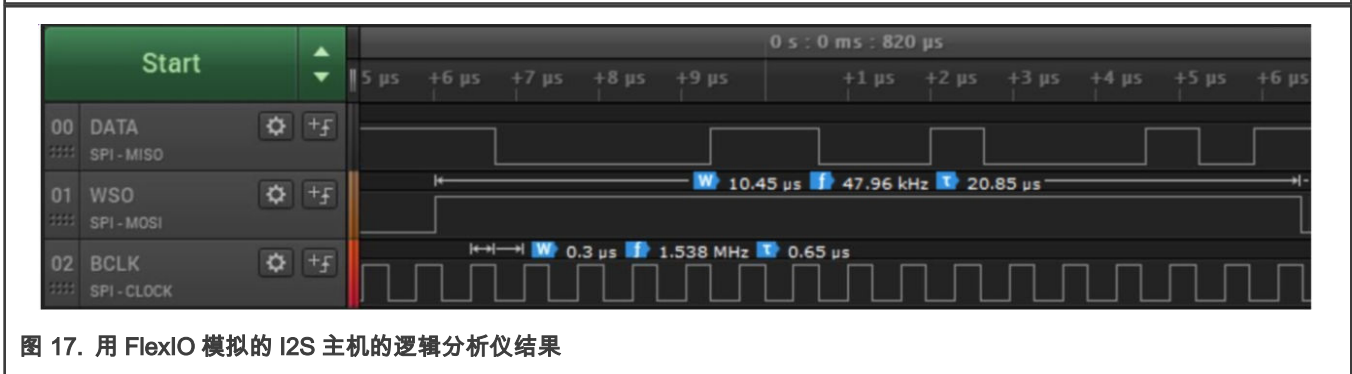 Start
0 s : 0 ms : 820 µs
5 µs +6 µs +7 µs +8 µs +9 µs +1 µs +2 µs +3 µs +4 µs +5 µs +6 µs
00 DATA
SPI - MISO
W 10.45 µs f 47.96 kHz T 20.85 µs
01 WSO
SPI - MOSI
W 0.3 µs f 1.538 MHz T 0.65 µs
02 BCLK
SPI - CLOCK
图 17. 用 FlexIO 模拟的 I2S 主机的逻辑分析仪结果